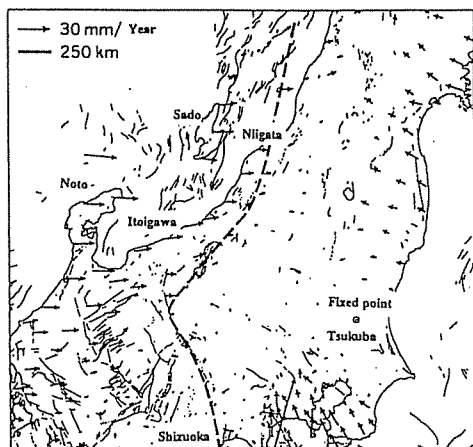 30 mm/ Year
250 km
Sado
Niigata
Noto
Itoigawa
Fixed point
@
Tsukuba
Shizuoka